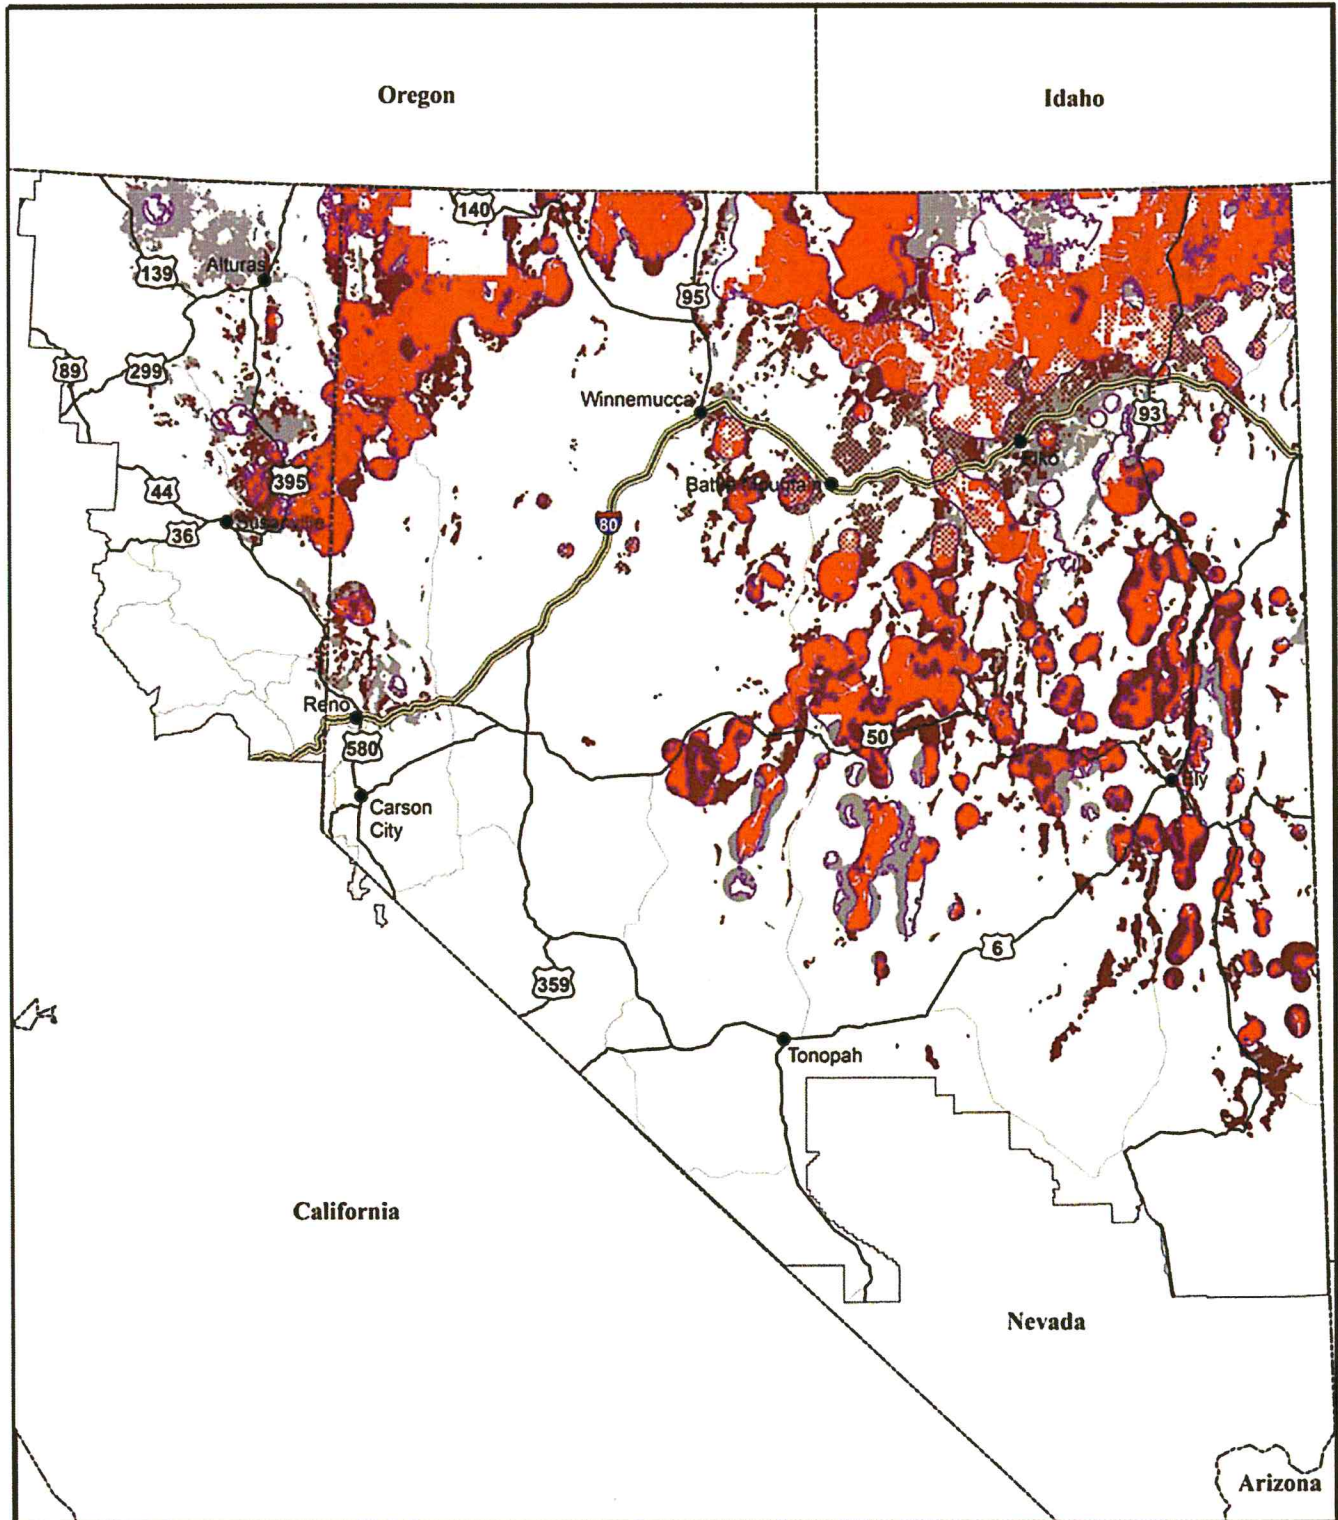 Oregon
Idaho
140
139
Alturas
95
89
299
Winnemucca
93
Elko
395
44
Battle Mountain
Susanville
36
80
Reno
50
580
Ely
Carson
City
6
359
Tonopah
California
Nevada
Arizona